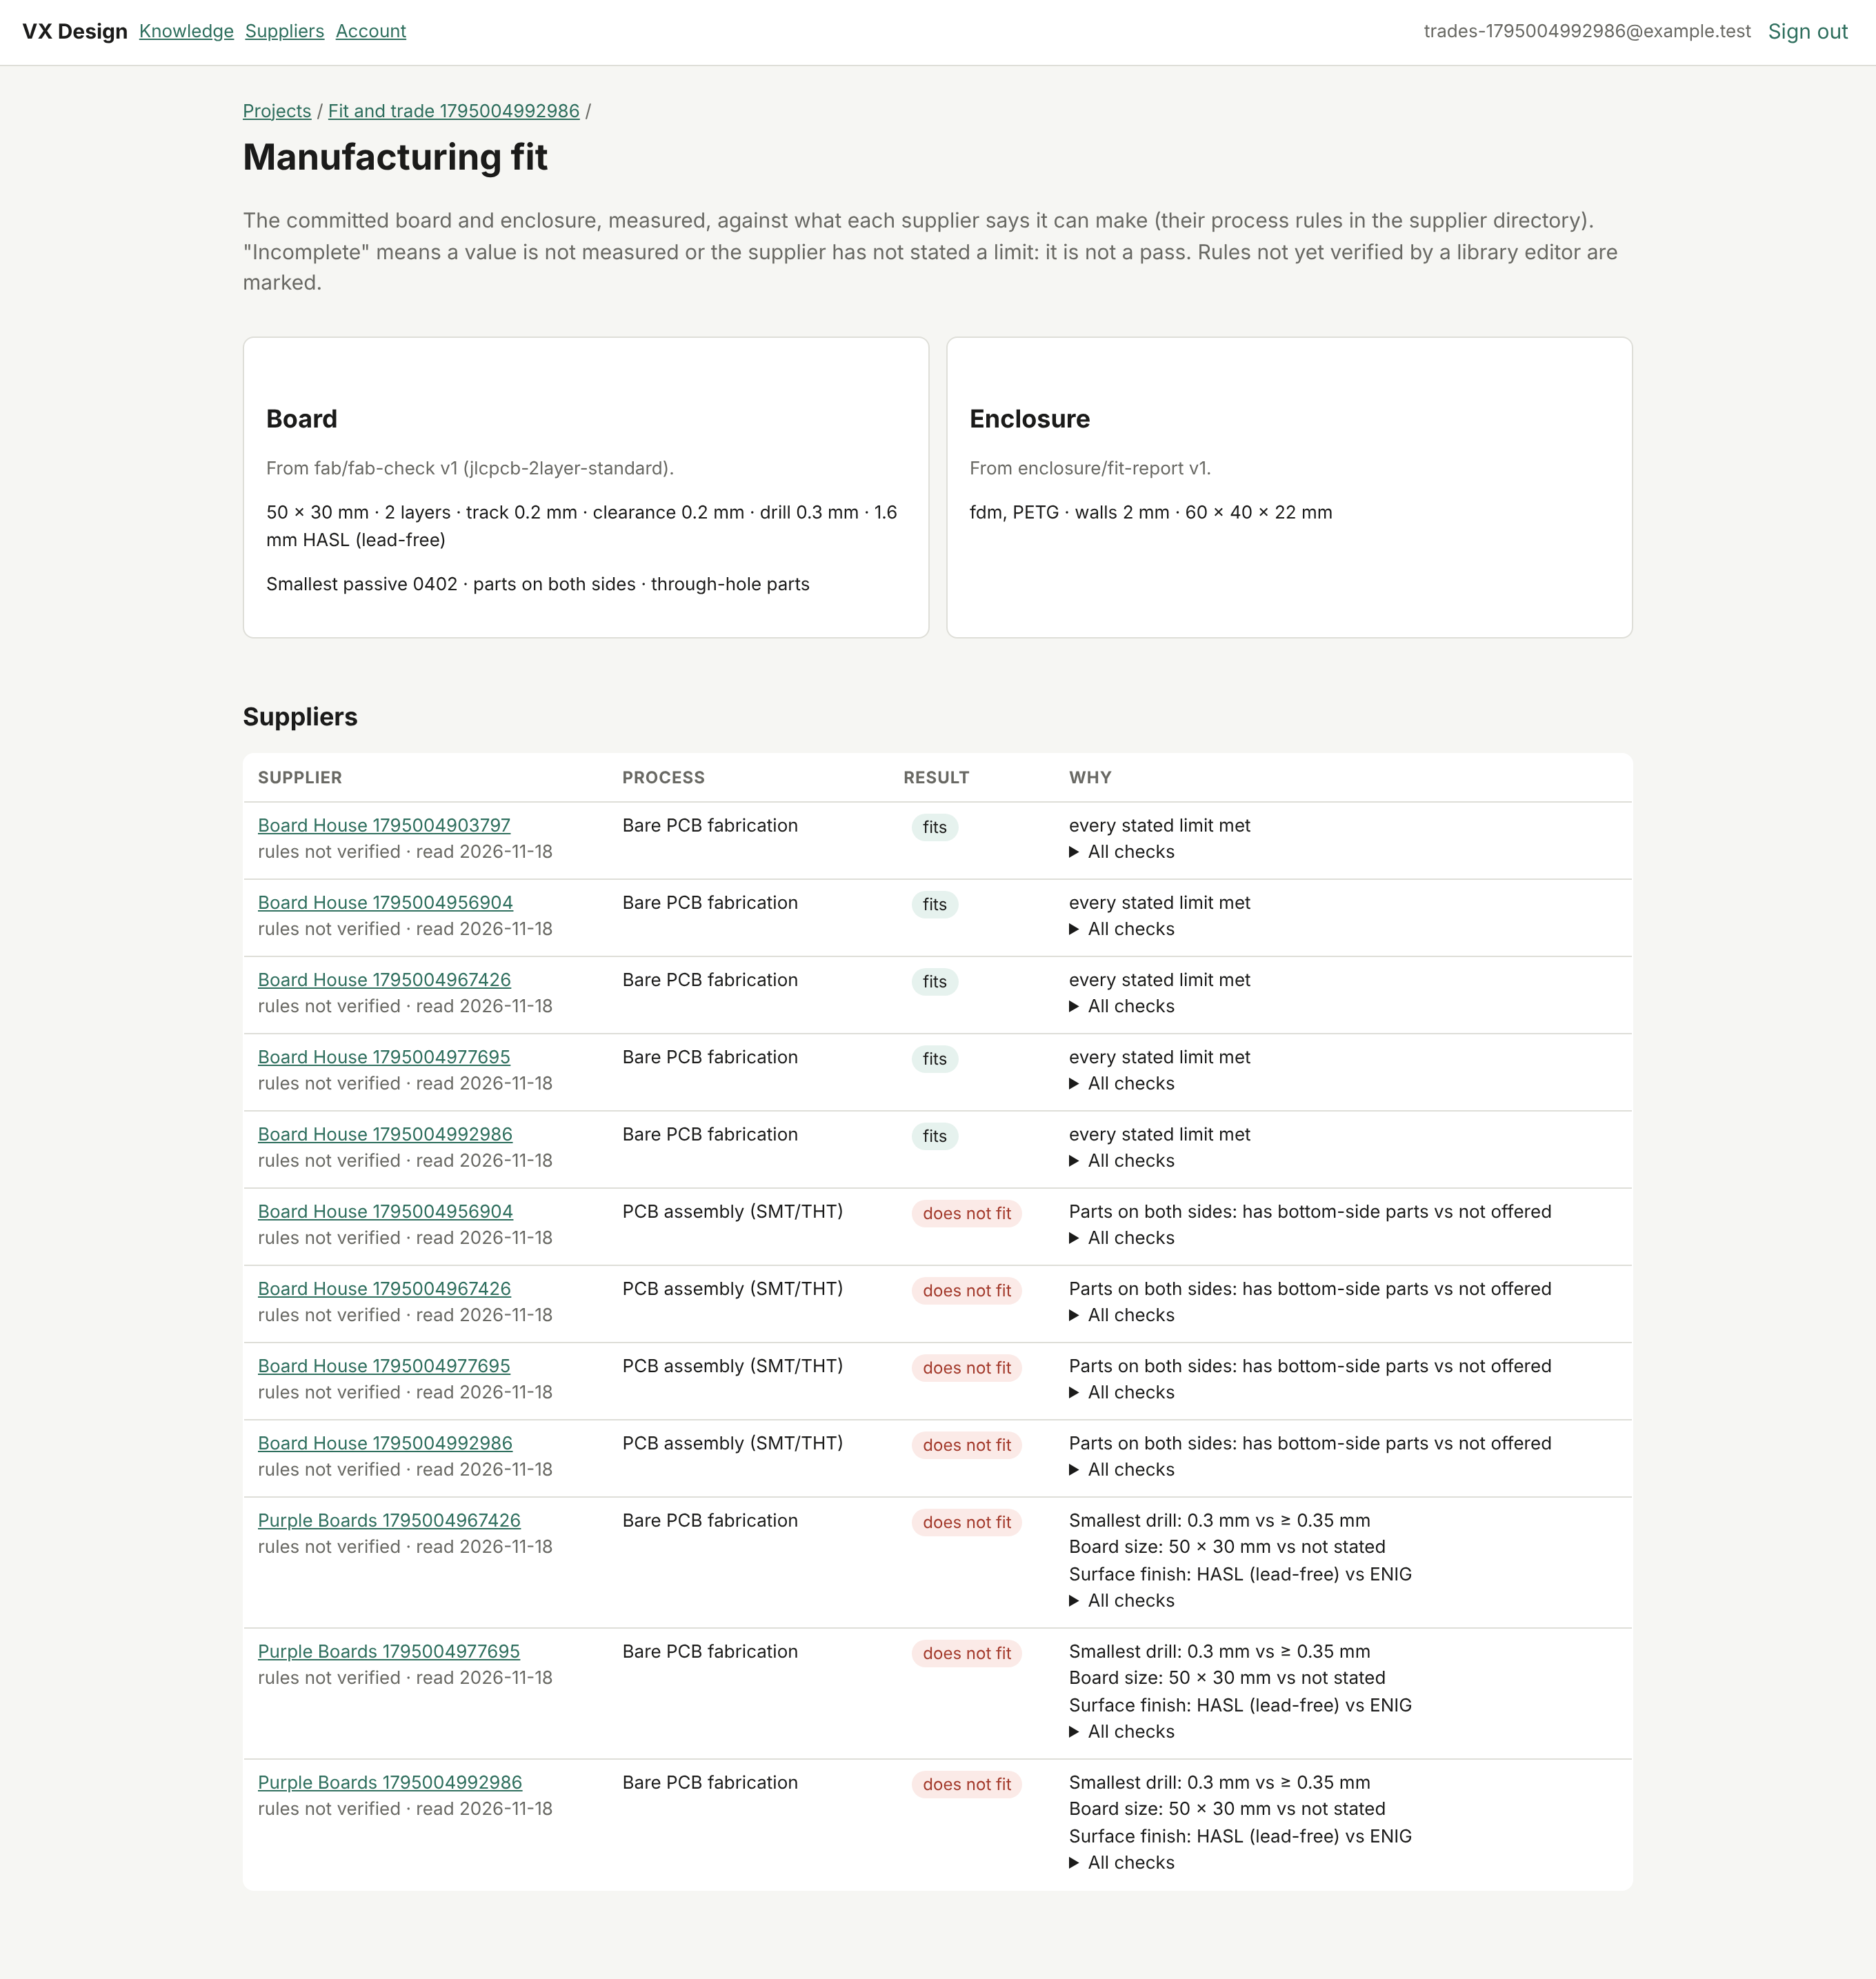 VX Design Knowledge Suppliers Account trades-1795004992986@example.test Sign out
Projects / Fit and trade 1795004992986 /
Manufacturing fit
The committed board and enclosure, measured, against what each supplier says it can make (their process rules in the supplier directory).
"Incomplete" means a value is not measured or the supplier has not stated a limit: it is not a pass. Rules not yet verified by a library editor are
marked.
Board
From fab/fab-check v1 (jlcpcb-2layer-standard).
50 × 30 mm · 2 layers · track 0.2 mm · clearance 0.2 mm · drill 0.3 mm · 1.6
mm HASL (lead-free)
Smallest passive 0402 · parts on both sides · through-hole parts
Enclosure
From enclosure/fit-report v1.
fdm, PETG · walls 2 mm · 60 × 40 × 22 mm
Suppliers
SUPPLIER PROCESS RESULT WHY
Board House 1795004903797 Bare PCB fabrication fits every stated limit met
rules not verified · read 2026-11-18 ▶ All checks
Board House 1795004956904 Bare PCB fabrication fits every stated limit met
rules not verified · read 2026-11-18 ▶ All checks
Board House 1795004967426 Bare PCB fabrication fits every stated limit met
rules not verified · read 2026-11-18 ▶ All checks
Board House 1795004977695 Bare PCB fabrication fits every stated limit met
rules not verified · read 2026-11-18 ▶ All checks
Board House 1795004992986 Bare PCB fabrication fits every stated limit met
rules not verified · read 2026-11-18 ▶ All checks
Board House 1795004956904 PCB assembly (SMT/THT) does not fit Parts on both sides: has bottom-side parts vs not offered
rules not verified · read 2026-11-18 ▶ All checks
Board House 1795004967426 PCB assembly (SMT/THT) does not fit Parts on both sides: has bottom-side parts vs not offered
rules not verified · read 2026-11-18 ▶ All checks
Board House 1795004977695 PCB assembly (SMT/THT) does not fit Parts on both sides: has bottom-side parts vs not offered
rules not verified · read 2026-11-18 ▶ All checks
Board House 1795004992986 PCB assembly (SMT/THT) does not fit Parts on both sides: has bottom-side parts vs not offered
rules not verified · read 2026-11-18 ▶ All checks
Purple Boards 1795004967426 Bare PCB fabrication does not fit Smallest drill: 0.3 mm vs ≥ 0.35 mm
rules not verified · read 2026-11-18 Board size: 50 × 30 mm vs not stated
Surface finish: HASL (lead-free) vs ENIG
▶ All checks
Purple Boards 1795004977695 Bare PCB fabrication does not fit Smallest drill: 0.3 mm vs ≥ 0.35 mm
rules not verified · read 2026-11-18 Board size: 50 × 30 mm vs not stated
Surface finish: HASL (lead-free) vs ENIG
▶ All checks
Purple Boards 1795004992986 Bare PCB fabrication does not fit Smallest drill: 0.3 mm vs ≥ 0.35 mm
rules not verified · read 2026-11-18 Board size: 50 × 30 mm vs not stated
Surface finish: HASL (lead-free) vs ENIG
▶ All checks